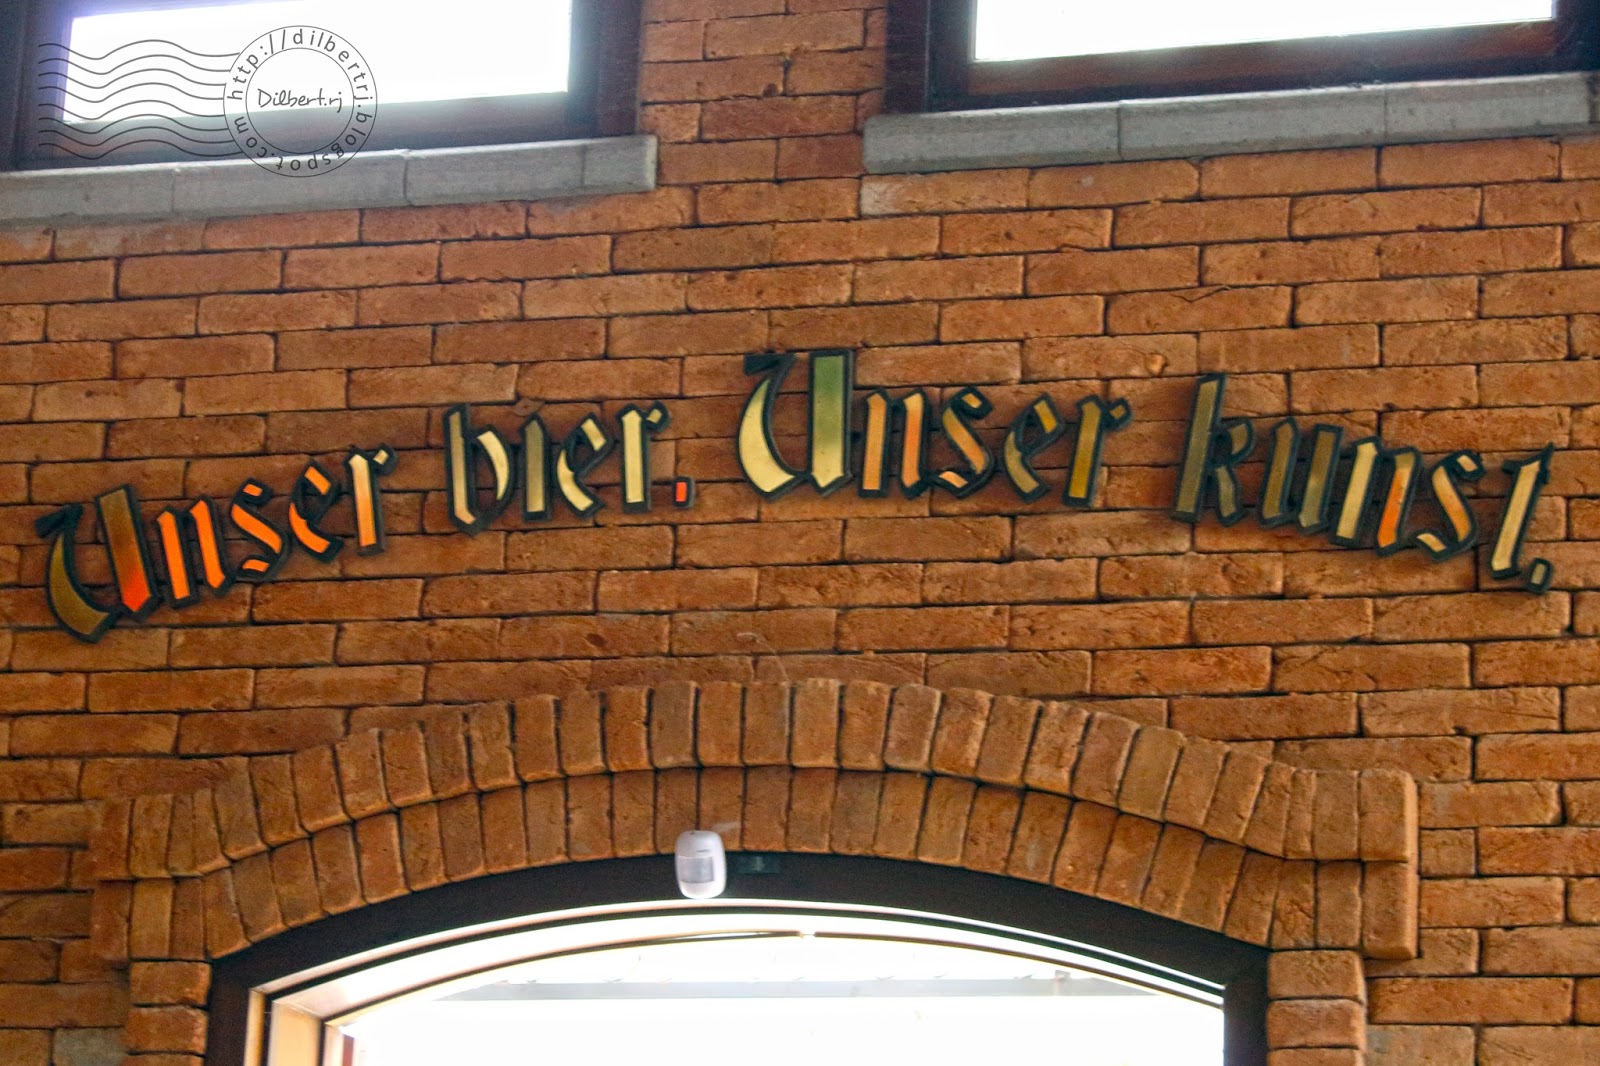 http://dilbertrj.blogspot.com
Dilbert.rj
Unser bier. Unser kunst.